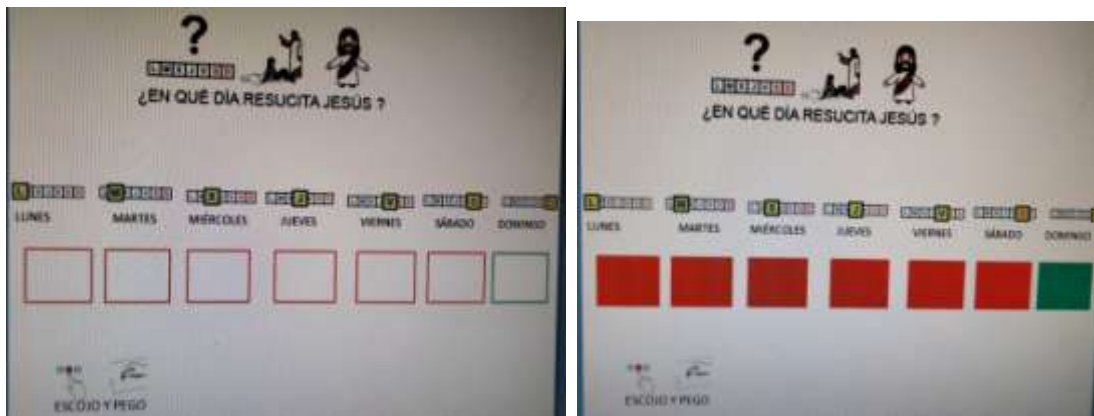 ?
¿EN QUÉ DÍA RESUCITA JESÚS ?
LUNES MARTES MIÉRCOLES JUEVES VIERNES SÁBADO DOMINGO
ESCOJO Y PEGO
?
¿EN QUÉ DÍA RESUCITA JESÚS ?
LUNES MARTES MIÉRCOLES JUEVES VIERNES SÁBADO DOMINGO
ESCOJO Y PEGO